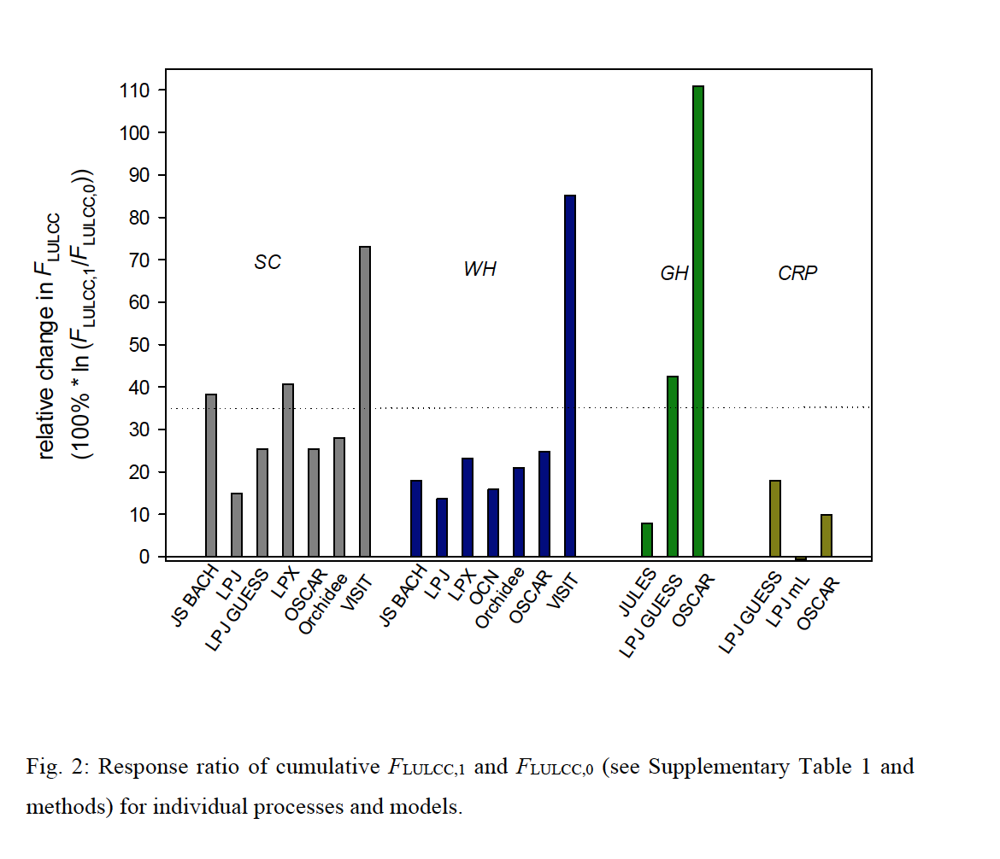 110
100
90
80
70
60
50
40
30
20
10
0
relative change in FLULCC
(100% * ln (FLULCC,1/FLULCC,0))
SC
WH
GH
CRP
JS BACH
LPJ
LPJ GUESS
LPX
OSCAR
Orchidee
VISIT
JS BACH
LPJ
LPX
OCN
Orchidee
OSCAR
VISIT
JULES
LPJ GUESS
OSCAR
LPJ GUESS
LPJ mL
OSCAR
Fig. 2: Response ratio of cumulative FLULCC,1 and FLULCC,0 (see Supplementary Table 1 and
methods) for individual processes and models.